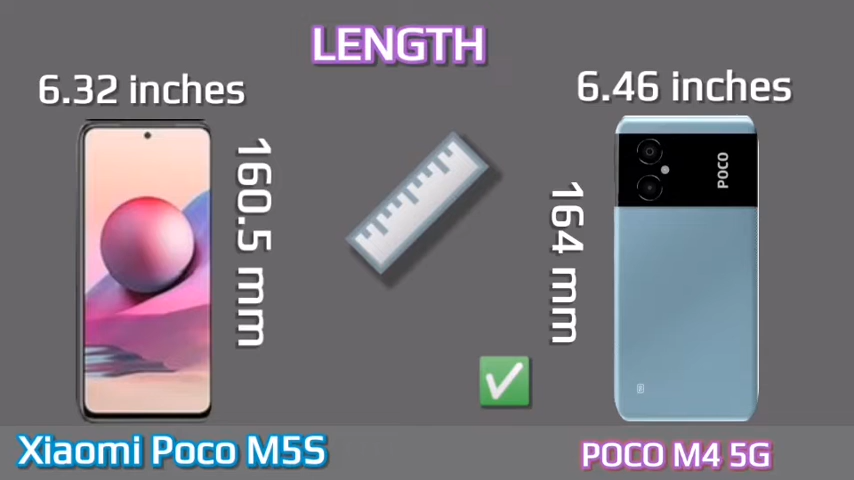 LENGTH
6.32 inches
6.46 inches
160.5 mm
164 mm
POCO
Xiaomi Poco M5S
POCO M4 5G